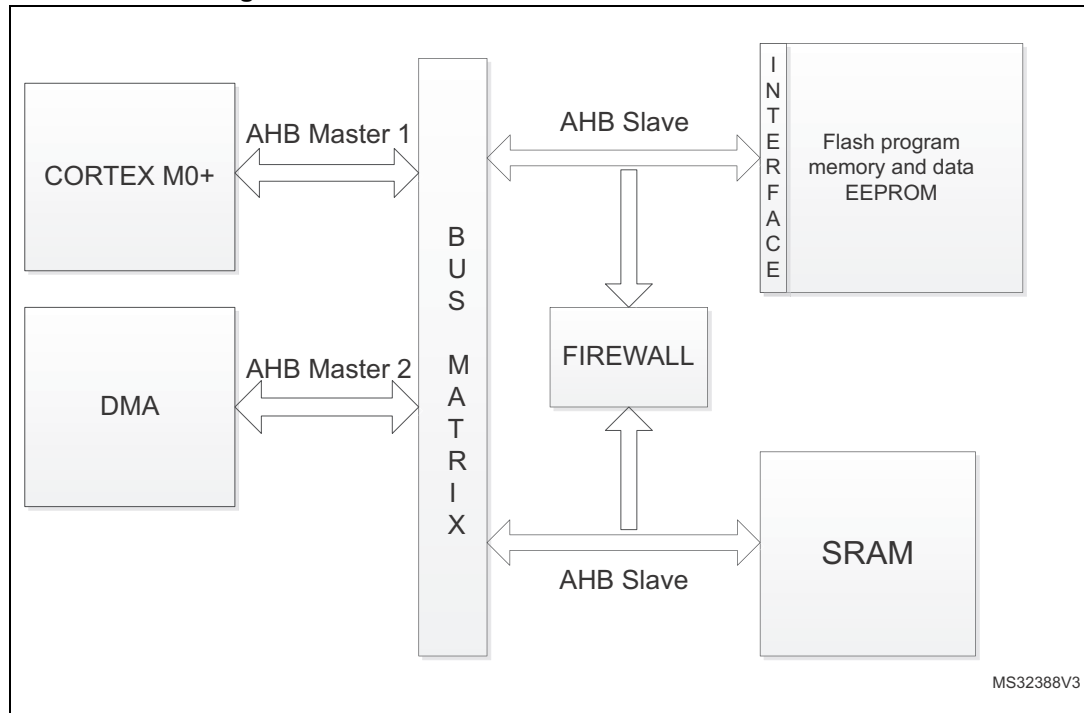 CORTEX M0+
AHB Master 1
DMA
AHB Master 2
B
U
S
M
A
T
R
I
X
AHB Slave
I
N
T
E
R
F
A
C
E
Flash program
memory and data
EEPROM
FIREWALL
AHB Slave
SRAM
MS32388V3